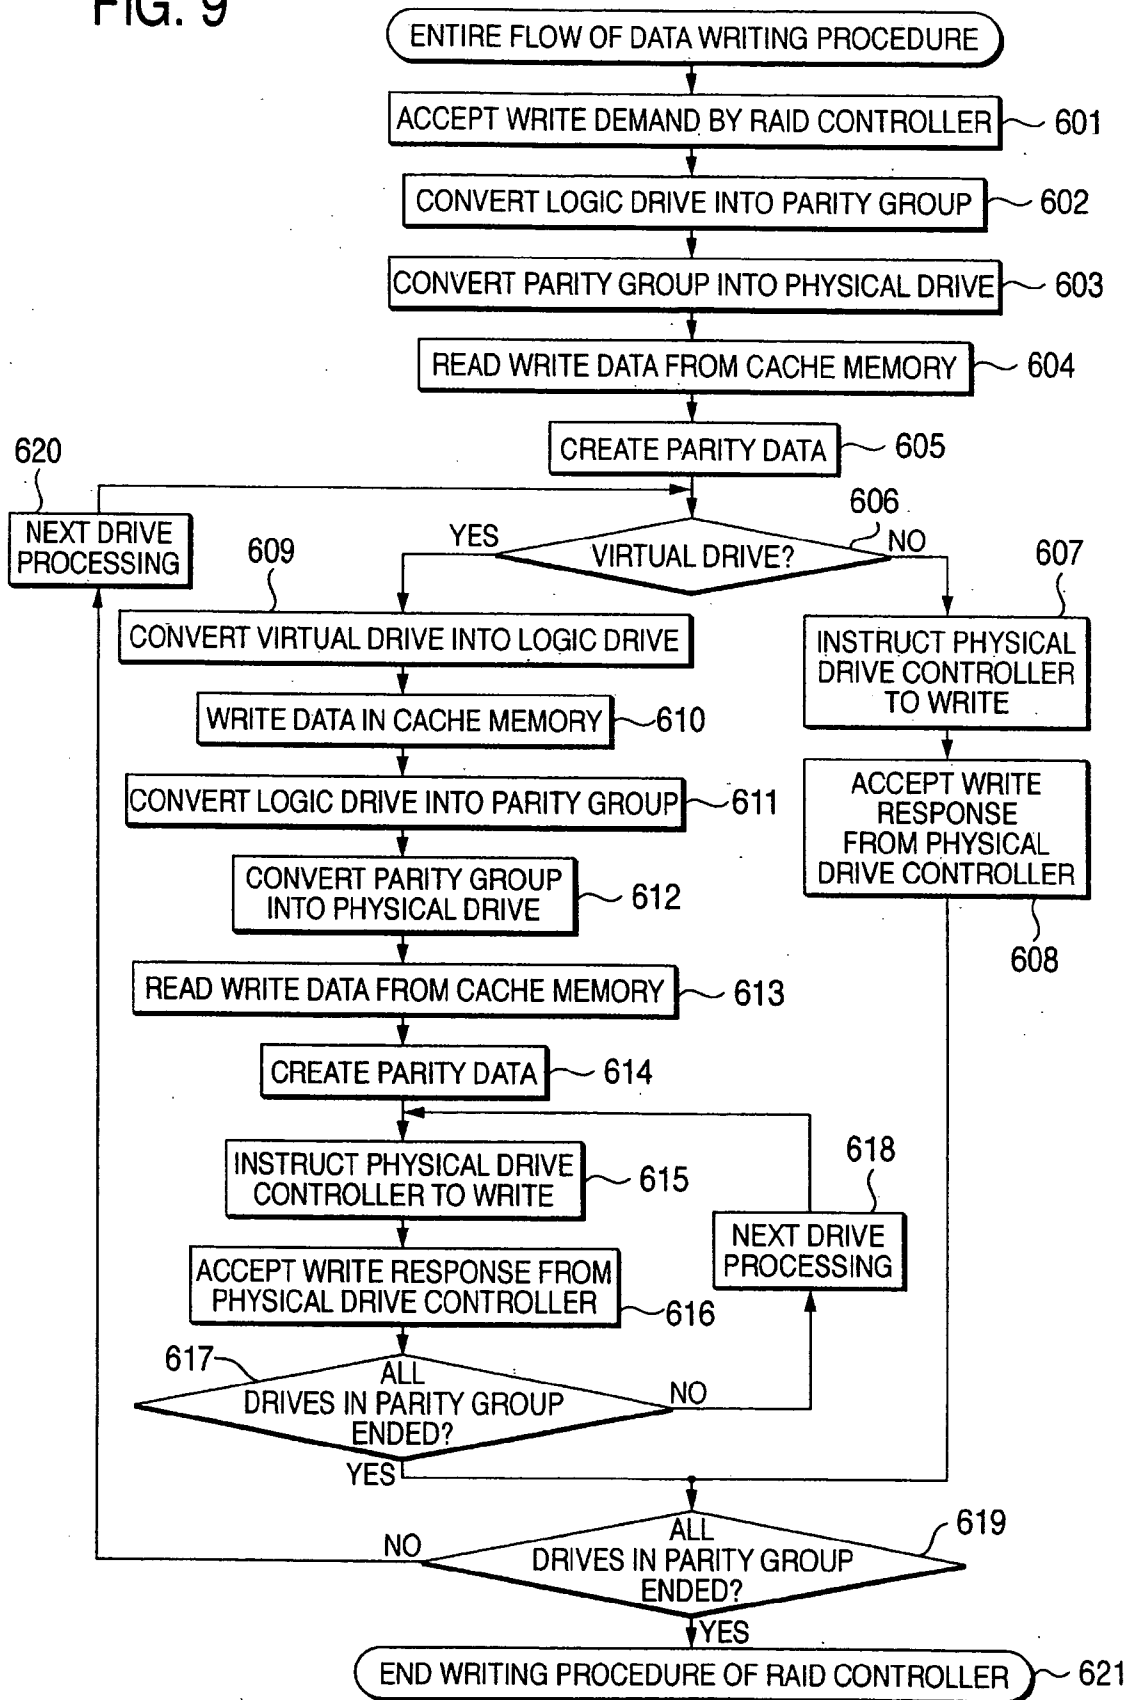 FIG. 9
ENTIRE FLOW OF DATA WRITING PROCEDURE
ACCEPT WRITE DEMAND BY RAID CONTROLLER
601
CONVERT LOGIC DRIVE INTO PARITY GROUP
602
CONVERT PARITY GROUP INTO PHYSICAL DRIVE
603
READ WRITE DATA FROM CACHE MEMORY
604
CREATE PARITY DATA
605
620
NEXT DRIVE
PROCESSING
606
VIRTUAL DRIVE?
YES
NO
609
CONVERT VIRTUAL DRIVE INTO LOGIC DRIVE
607
INSTRUCT PHYSICAL
DRIVE CONTROLLER
TO WRITE
WRITE DATA IN CACHE MEMORY
610
ACCEPT WRITE
RESPONSE
FROM PHYSICAL
DRIVE CONTROLLER
608
CONVERT LOGIC DRIVE INTO PARITY GROUP
611
CONVERT PARITY GROUP
INTO PHYSICAL DRIVE
612
READ WRITE DATA FROM CACHE MEMORY
613
CREATE PARITY DATA
614
INSTRUCT PHYSICAL DRIVE
CONTROLLER TO WRITE
615
618
NEXT DRIVE
PROCESSING
ACCEPT WRITE RESPONSE FROM
PHYSICAL DRIVE CONTROLLER
616
617
ALL
DRIVES IN PARITY GROUP
ENDED?
NO
YES
619
ALL
DRIVES IN PARITY GROUP
ENDED?
NO
YES
END WRITING PROCEDURE OF RAID CONTROLLER
621